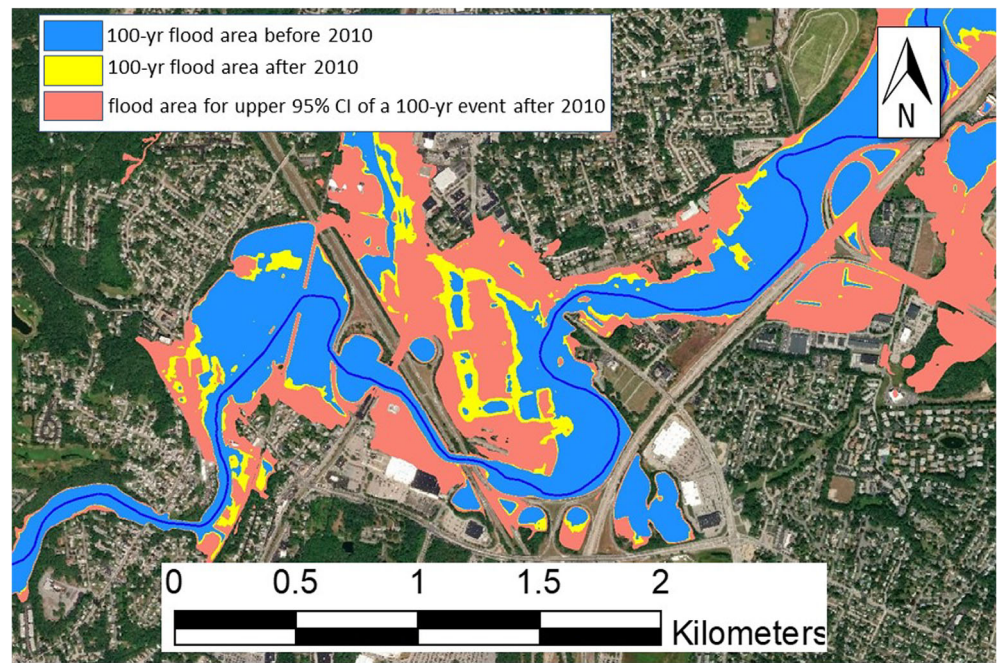 100-yr flood area before 2010
100-yr flood area after 2010
flood area for upper 95% CI of a 100-yr event after 2010
N
0 0.5 1 1.5 2
Kilometers